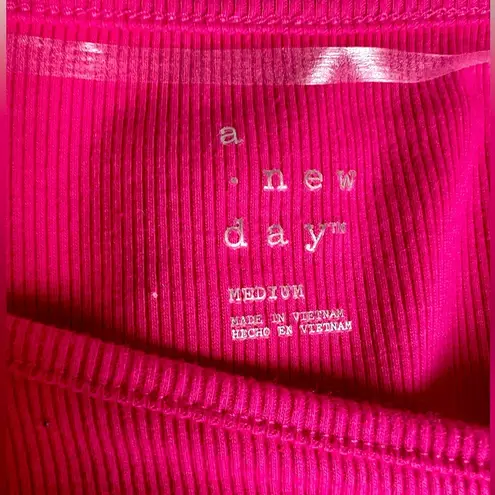 a
· new
day™
MEDIUM
MADE IN VIETNAM
HECHO EN VIETNAM